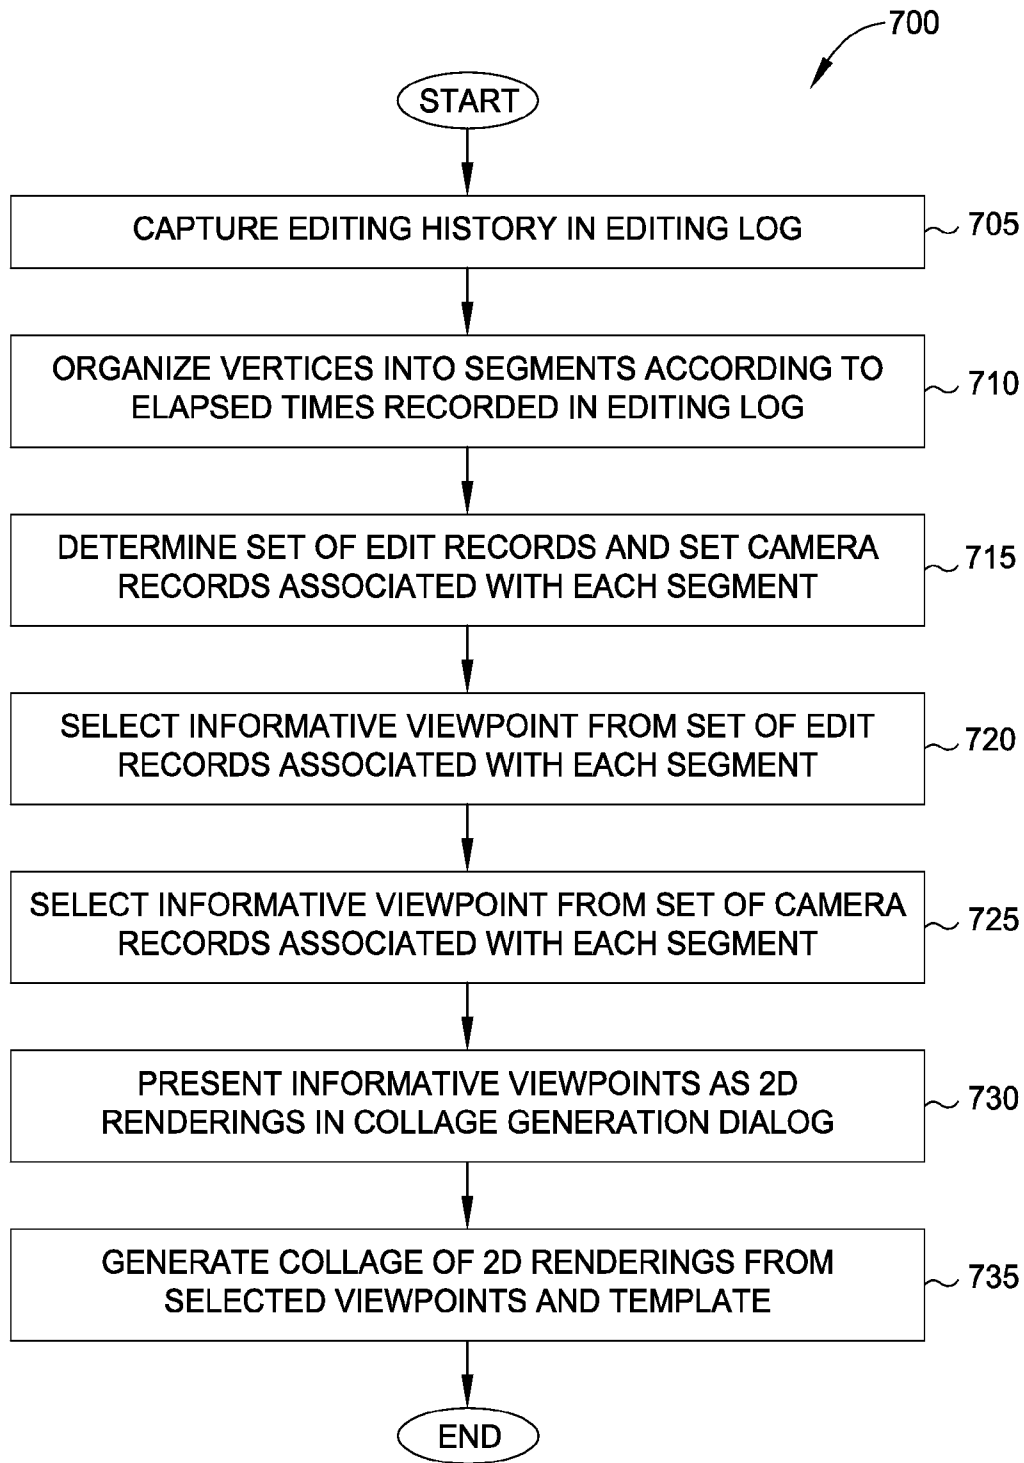 700
START
CAPTURE EDITING HISTORY IN EDITING LOG
705
ORGANIZE VERTICES INTO SEGMENTS ACCORDING TO
ELAPSED TIMES RECORDED IN EDITING LOG
710
DETERMINE SET OF EDIT RECORDS AND SET CAMERA
RECORDS ASSOCIATED WITH EACH SEGMENT
715
SELECT INFORMATIVE VIEWPOINT FROM SET OF EDIT
RECORDS ASSOCIATED WITH EACH SEGMENT
720
SELECT INFORMATIVE VIEWPOINT FROM SET OF CAMERA
RECORDS ASSOCIATED WITH EACH SEGMENT
725
PRESENT INFORMATIVE VIEWPOINTS AS 2D
RENDERINGS IN COLLAGE GENERATION DIALOG
730
GENERATE COLLAGE OF 2D RENDERINGS FROM
SELECTED VIEWPOINTS AND TEMPLATE
735
END